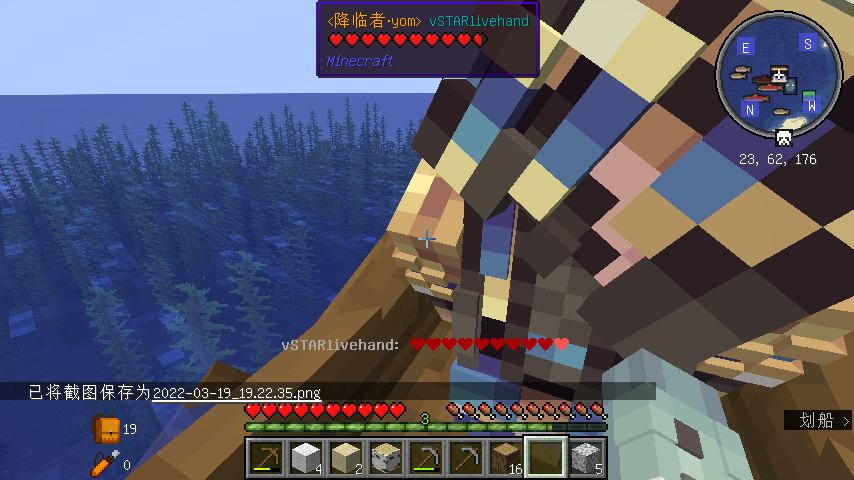 <降临者·yom> vSTARlivehand
Minecraft
E
S
N
W
23, 62, 176
vSTARlivehand:
已将截图保存为2022-03-19_19.22.35.png
19
3
0
划船 >
4
2
16
5